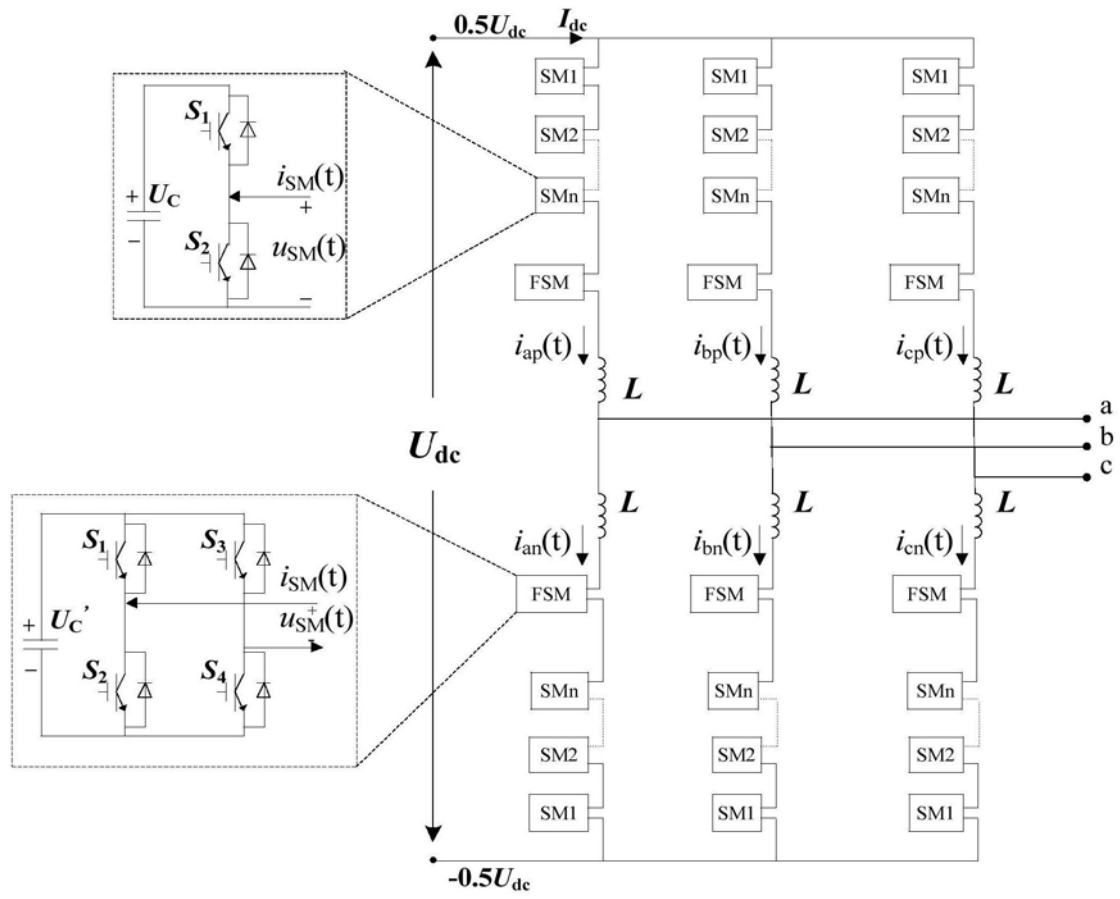 0.5Udc
Idc
SM1 SM1 SM1
S1
SM2 SM2 SM2
iSM(t)
+ UC
+
SMn SMn SMn
S2
uSM(t)
−
−
FSM FSM FSM
iap(t) ibp(t) icp(t)
L L L
a
b
Udc
c
L L L
S1 S3
ian(t) ibn(t) icn(t)
iSM(t)
FSM FSM FSM
+ UC'
+
uSM(t)
-
−
S2 S4
SMn SMn SMn
SM2 SM2 SM2
SM1 SM1 SM1
-0.5Udc